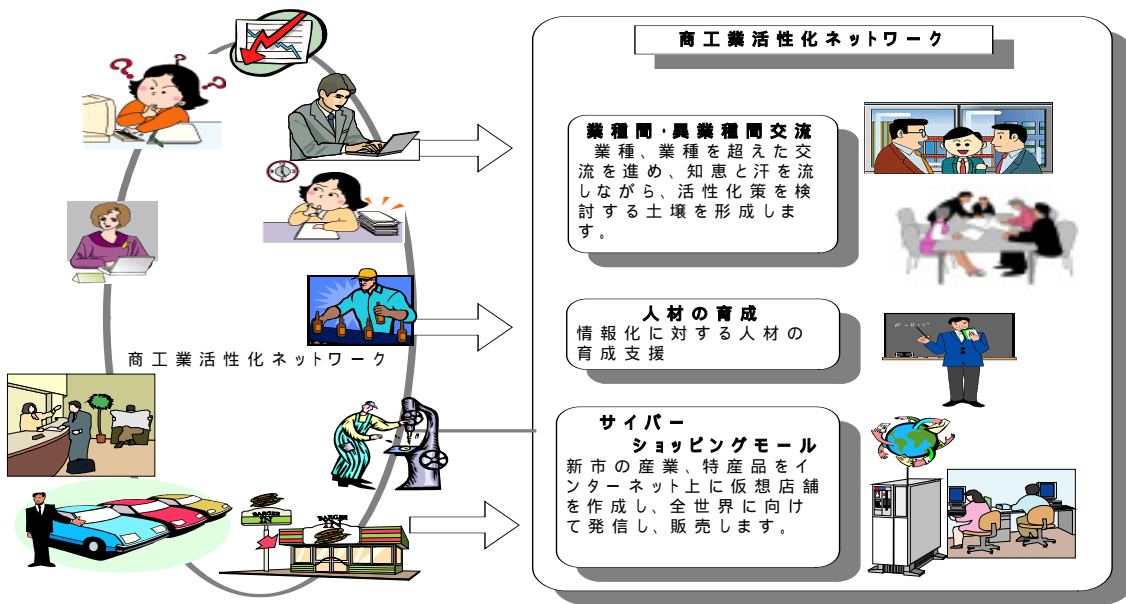 商工業活性化ネットワーク
業種間・異業種間交流
業種、業種を超えた交
流を進め、知恵と汗を流
しながら、活性化策を検
討する土壌を形成しま
す。
人材の育成
情報化に対する人材の
育成支援
サイバー
ショッピングモール
新市の産業、特産品をイ
ンターネット上に仮想店舗
を作成し、全世界に向け
て発信し、販売します。
商工業活性化ネットワーク
BARGER
IN
BARGER
IN